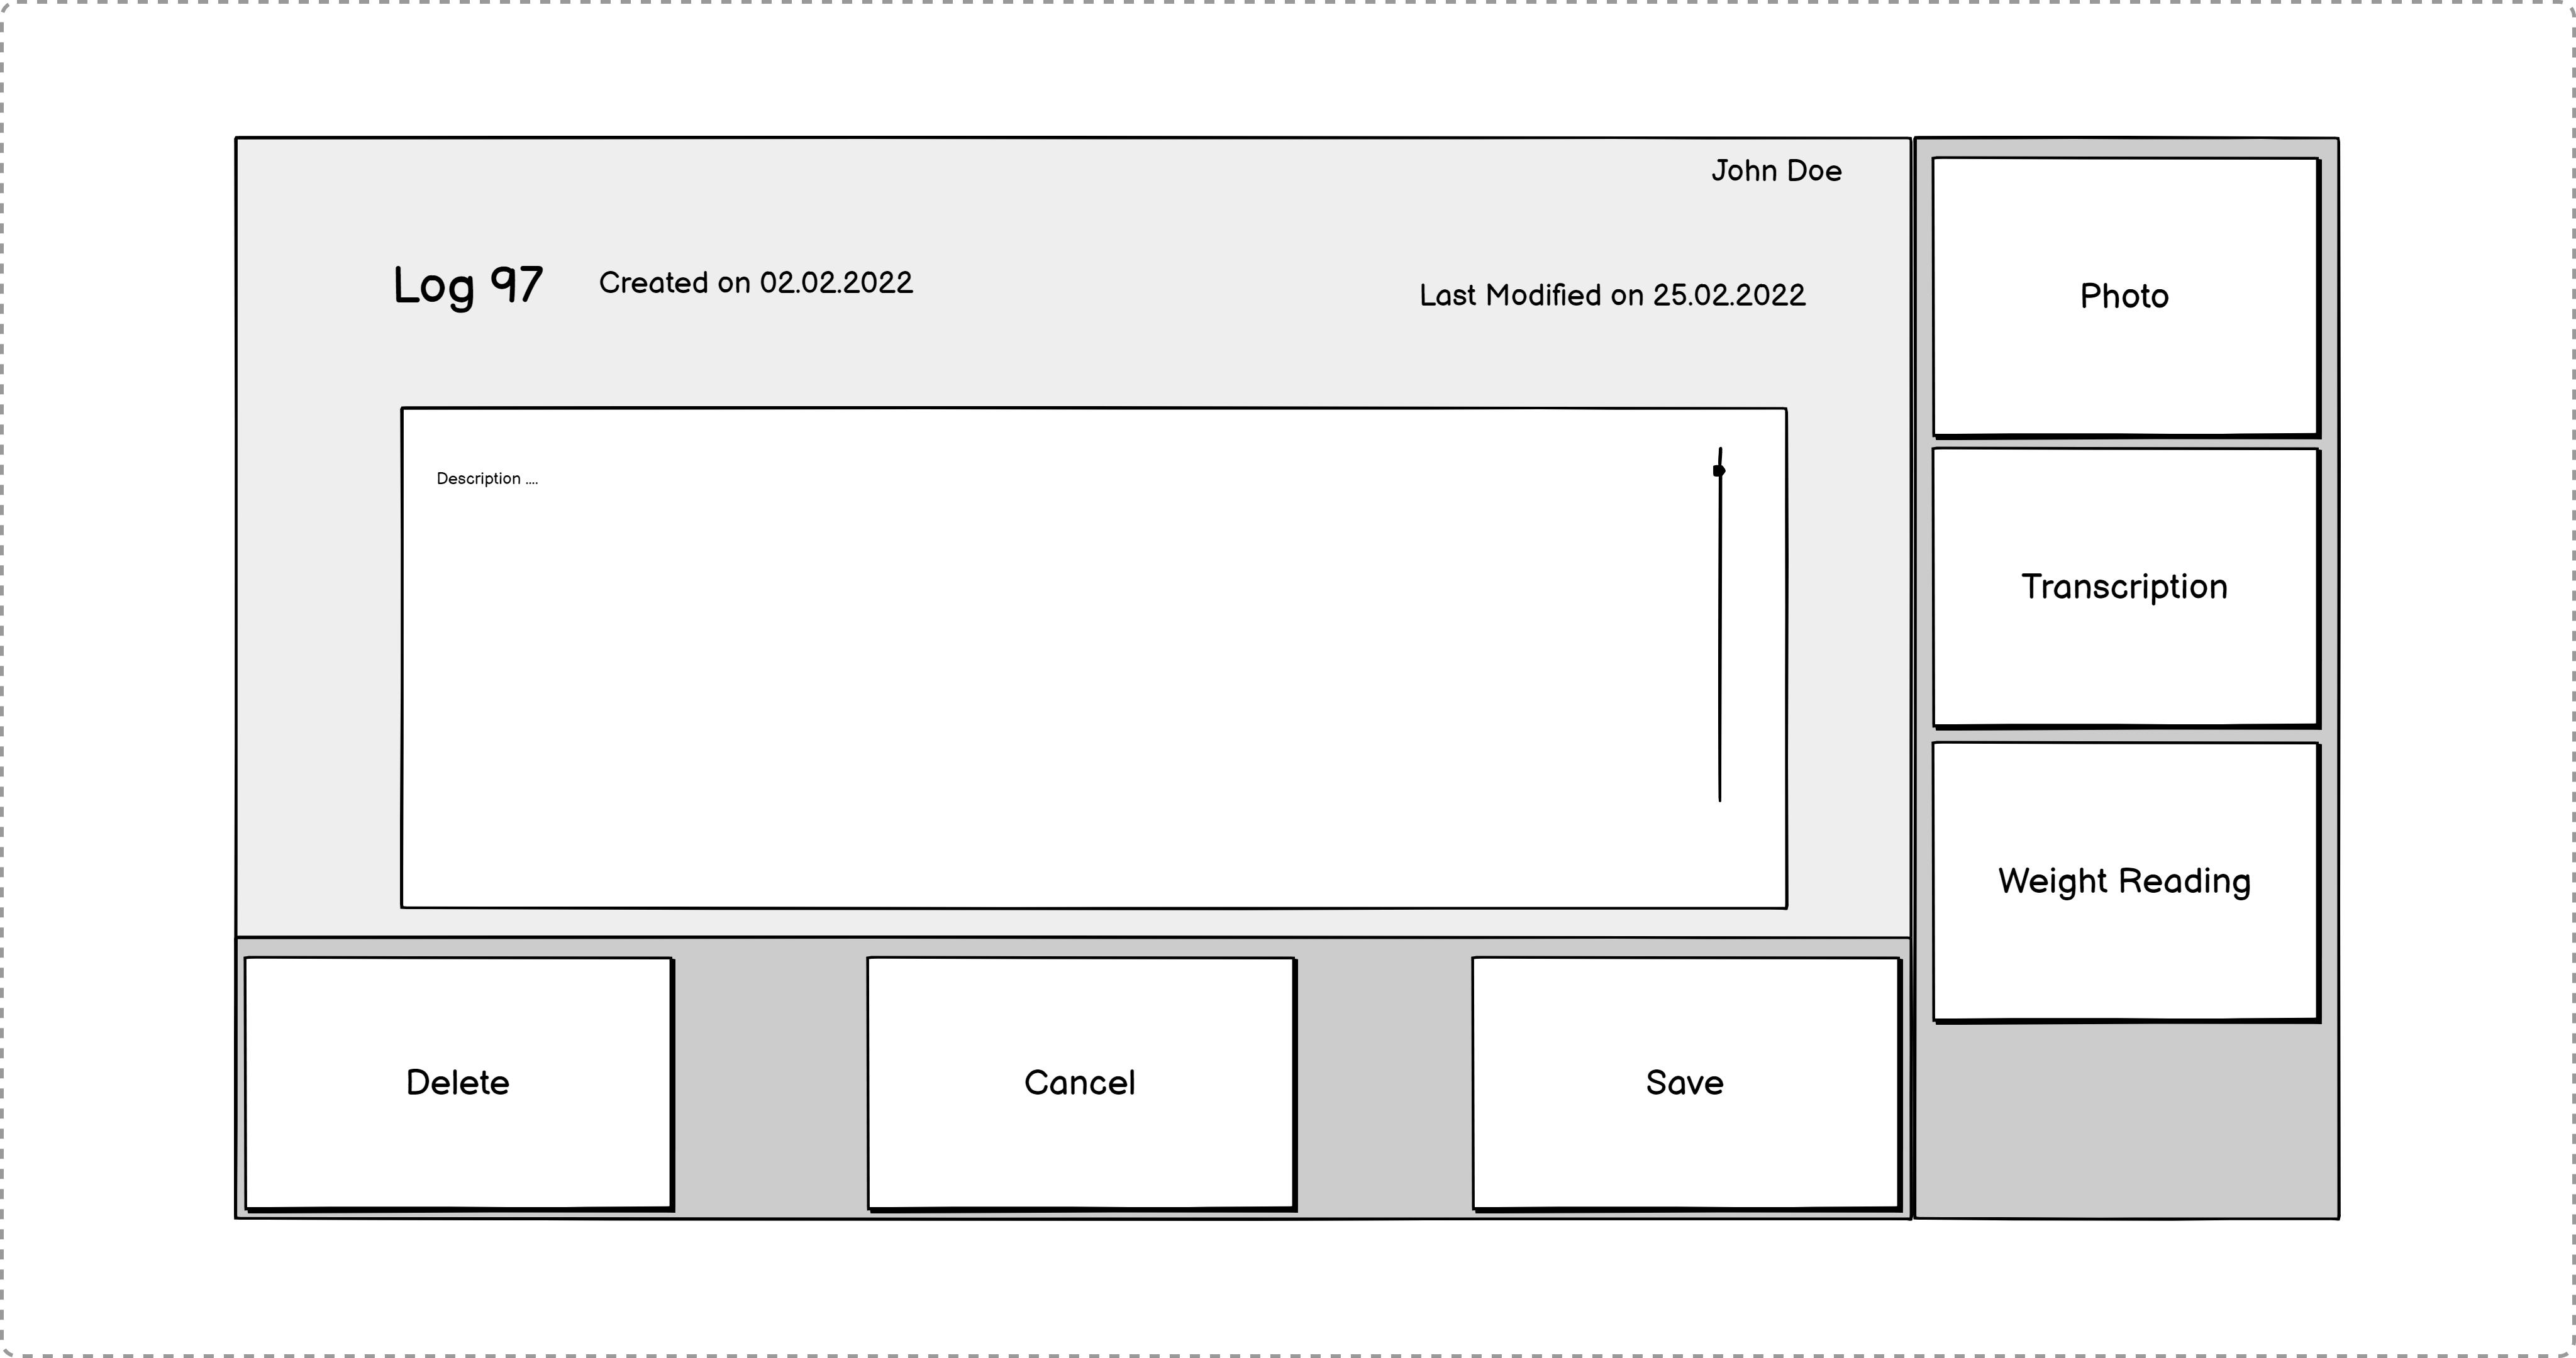 John Doe
Log 97
Created on 02.02.2022
Last Modified on 25.02.2022
Description ....
Photo
Transcription
Weight Reading
Delete
Cancel
Save